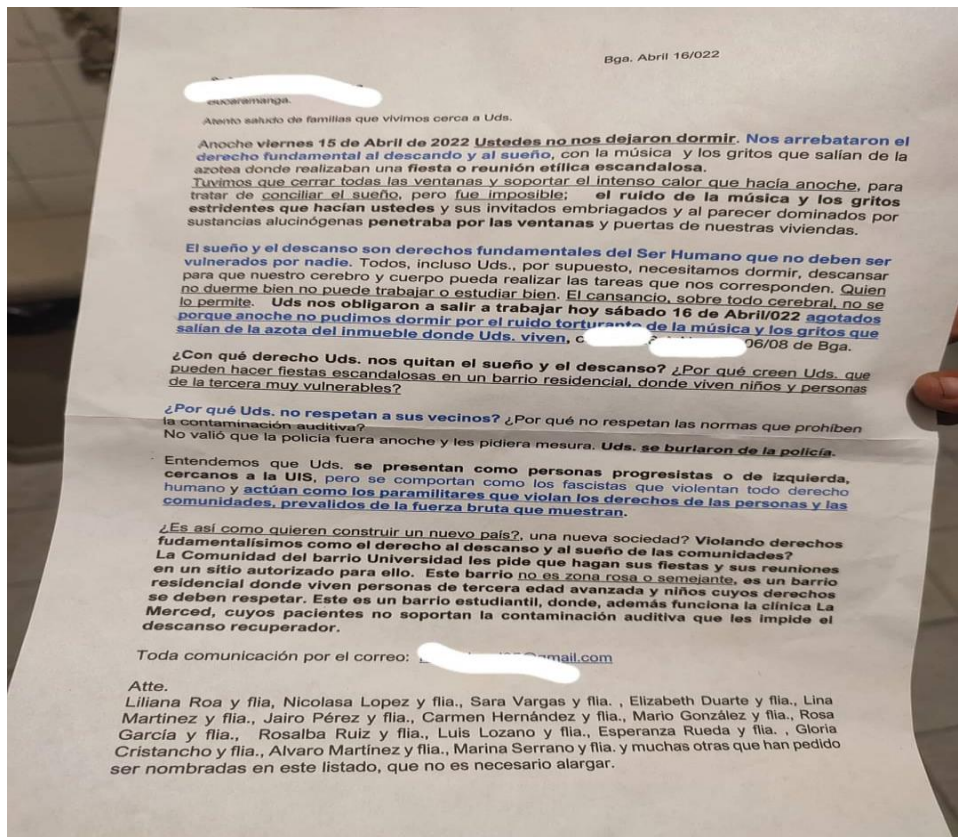 Bga. Abril 16/022
Bucaramanga.
Atento saludo de familias que vivimos cerca a Uds.
Anoche viernes 15 de Abril de 2022 Ustedes no nos dejaron dormir. Nos arrebataron el
derecho fundamental al descando y al sueño, con la música y los gritos que salían de la
azotea donde realizaban una fiesta o reunión etílica escandalosa.
Tuvimos que cerrar todas las ventanas y soportar el intenso calor que hacía anoche, para
tratar de conciliar el sueño, pero fue imposible; el ruido de la música y los gritos
estridentes que hacían ustedes y sus invitados embriagados y al parecer dominados por
sustancias alucinógenas penetraba por las ventanas y puertas de nuestras viviendas.
El sueño y el descanso son derechos fundamentales del Ser Humano que no deben ser
vulnerados por nadie. Todos, incluso Uds., por supuesto, necesitamos dormir, descansar
para que nuestro cerebro y cuerpo pueda realizar las tareas que nos corresponden. Quien
no duerme bien no puede trabajar o estudiar bien. El cansancio, sobre todo cerebral, no se
lo permite. Uds nos obligaron a salir a trabajar hoy sábado 16 de Abril/022 agotados
porque anoche no pudimos dormir por el ruido torturante de la música y los gritos que
salían de la azota del inmueble donde Uds. viven, c 06/08 de Bga.
¿Con qué derecho Uds. nos quitan el sueño y el descanso? ¿Por qué creen Uds. que
pueden hacer fiestas escandalosas en un barrio residencial, donde viven niños y personas
de la tercera muy vulnerables?
¿Por qué Uds. no respetan a sus vecinos? ¿Por qué no respetan las normas que prohíben
la contaminación auditiva?
No valió que la policía fuera anoche y les pidiera mesura. Uds. se burlaron de la policía.
Entendemos que Uds. se presentan como personas progresistas o de izquierda,
cercanos a la UIS, pero se comportan como los fascistas que violentan todo derecho
humano y actúan como los paramilitares que violan los derechos de las personas y las
comunidades, prevalidos de la fuerza bruta que muestran.
¿Es así como quieren construir un nuevo país?, una nueva sociedad? Violando derechos
fudamentalísimos como el derecho al descanso y al sueño de las comunidades?
La Comunidad del barrio Universidad les pide que hagan sus fiestas y sus reuniones
en un sitio autorizado para ello. Este barrio no es zona rosa o semejante, es un barrio
residencial donde viven personas de tercera edad avanzada y niños cuyos derechos
se deben respetar. Este es un barrio estudiantil, donde, además funciona la clínica La
Merced, cuyos pacientes no soportan la contaminación auditiva que les impide el
descanso recuperador.
Toda comunicación por el correo: gmail.com
Atte.
Liliana Roa y flia, Nicolasa Lopez y flia., Sara Vargas y flia. , Elizabeth Duarte y flia., Lina
Martinez y flia., Jairo Pérez y flia., Carmen Hernández y flia., Mario González y flia., Rosa
García y flia., Rosalba Ruiz y flia., Luis Lozano y flia., Esperanza Rueda y flia. , Gloria
Cristancho y flia., Alvaro Martínez y flia., Marina Serrano y flia. y muchas otras que han pedido
ser nombradas en este listado, que no es necesario alargar.